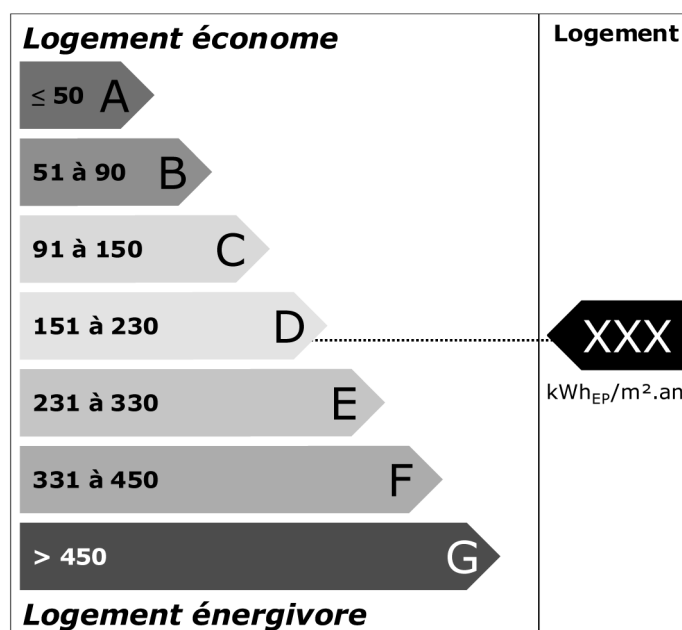 Logement économe
Logement
≤ 50 A
51 à 90 B
91 à 150 C
151 à 230 D
XXX
kWhEP/m².an
231 à 330 E
331 à 450 F
> 450 G
Logement énergivore